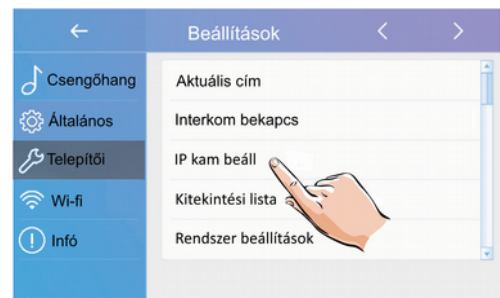 Beállítások
Csengőhang
Általános
Telepítői
Wi-fi
Infó
Aktuális cím
Interkom bekapcs
IP kam beáll
Kitekintési lista
Rendszer beállítások